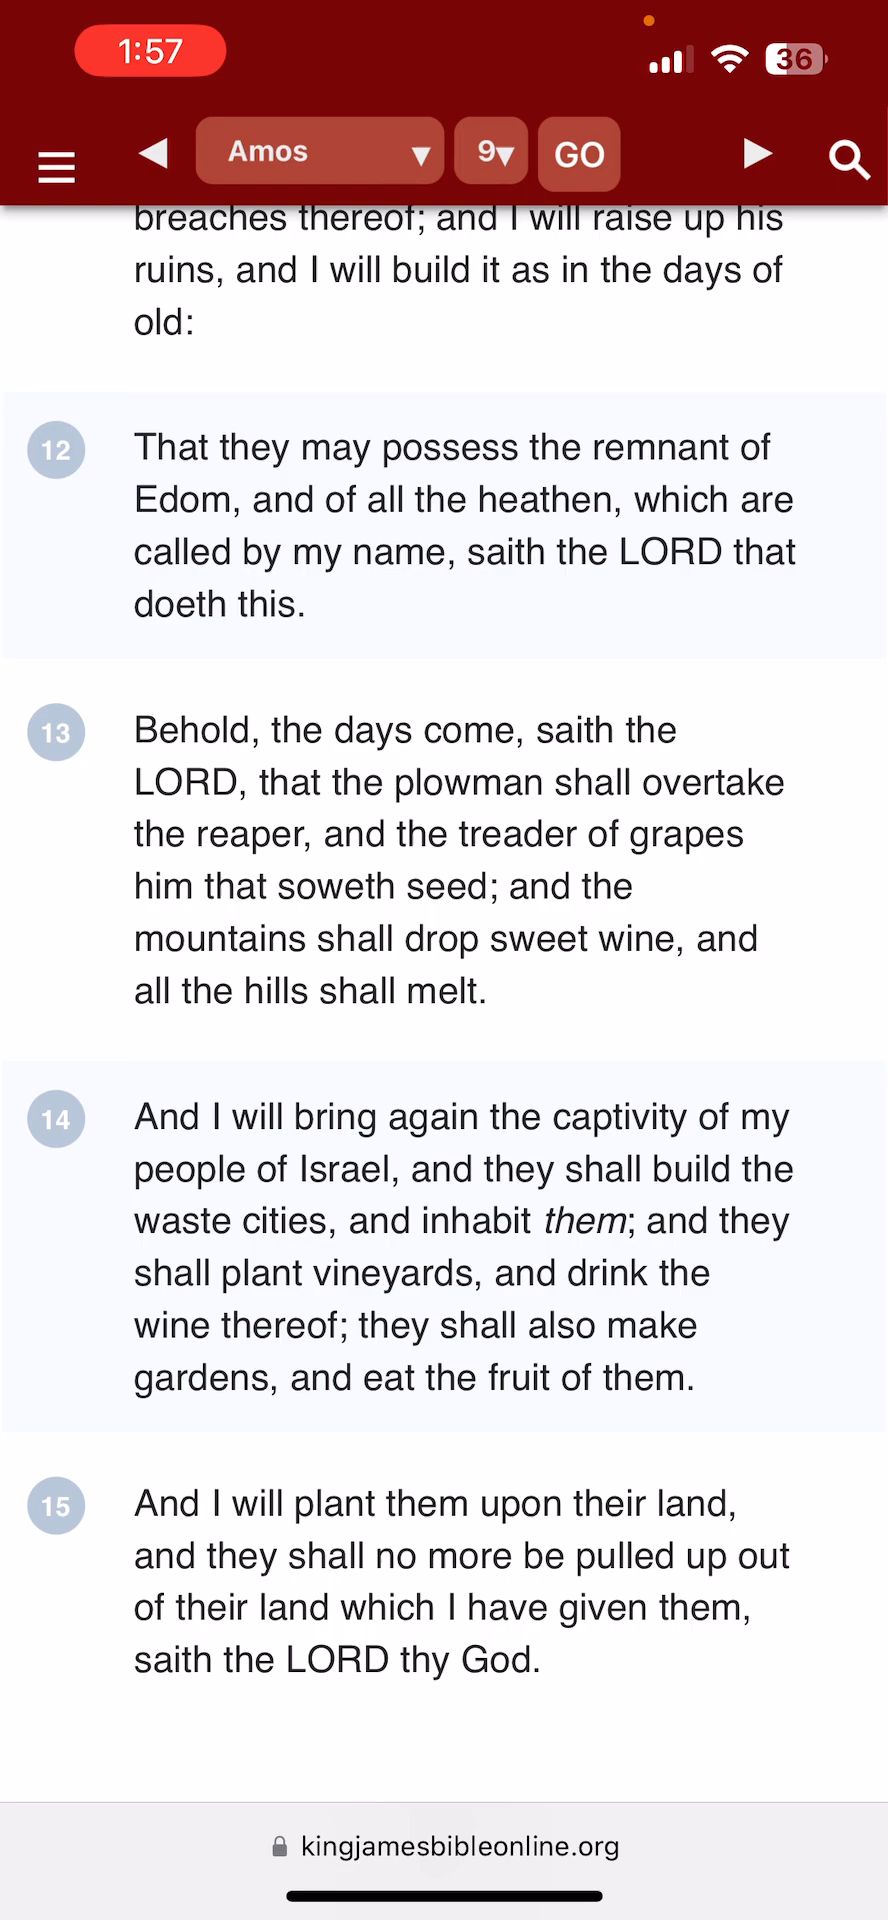 1:57
36
Amos
9
GO
breaches thereof; and I will raise up his
ruins, and I will build it as in the days of
old:
12
That they may possess the remnant of
Edom, and of all the heathen, which are
called by my name, saith the LORD that
doeth this.
13
Behold, the days come, saith the
LORD, that the plowman shall overtake
the reaper, and the treader of grapes
him that soweth seed; and the
mountains shall drop sweet wine, and
all the hills shall melt.
14
And I will bring again the captivity of my
people of Israel, and they shall build the
waste cities, and inhabit them; and they
shall plant vineyards, and drink the
wine thereof; they shall also make
gardens, and eat the fruit of them.
15
And I will plant them upon their land,
and they shall no more be pulled up out
of their land which I have given them,
saith the LORD thy God.
kingjamesbibleonline.org